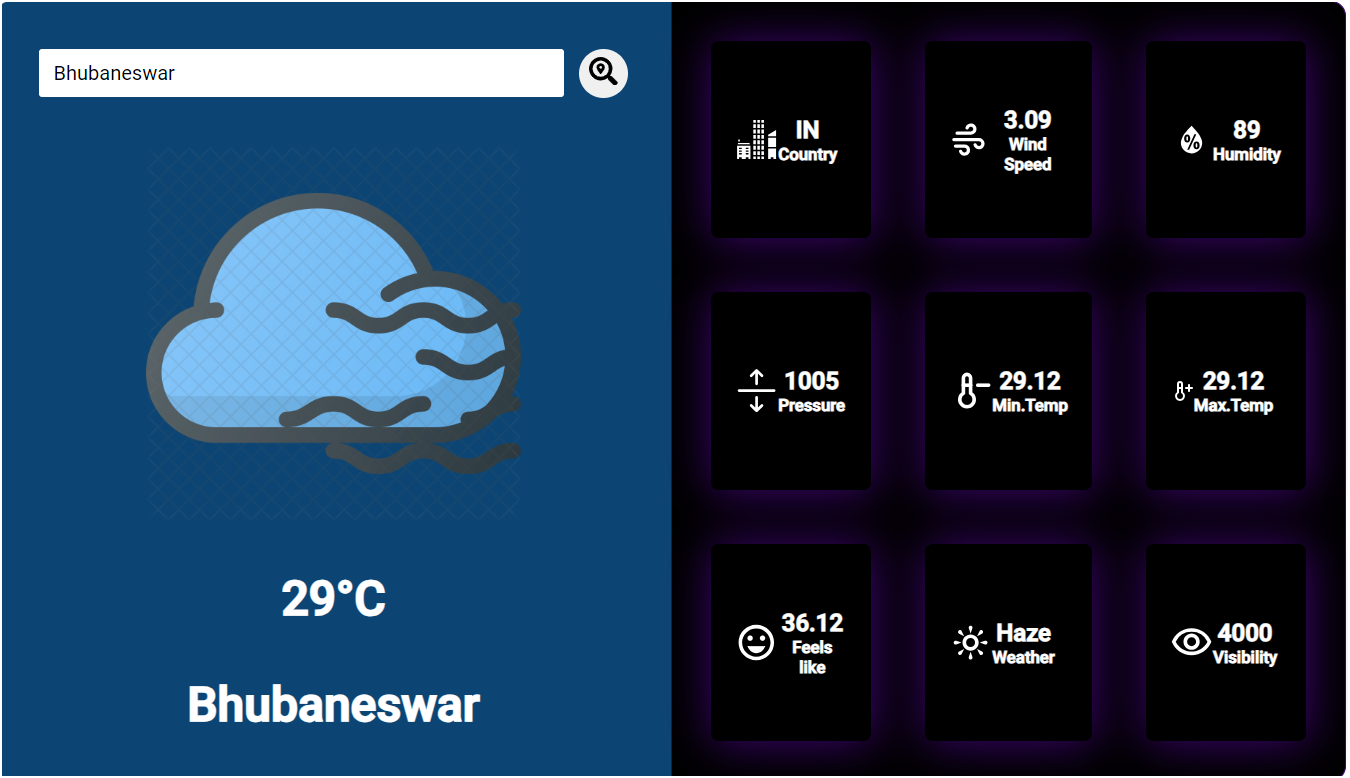 Bhubaneswar
29°C
Bhubaneswar
IN
Country
3.09
Wind
Speed
%
89
Humidity
1005
Pressure
29.12
Min.Temp
29.12
Max.Temp
36.12
Feels
like
Haze
Weather
4000
Visibility